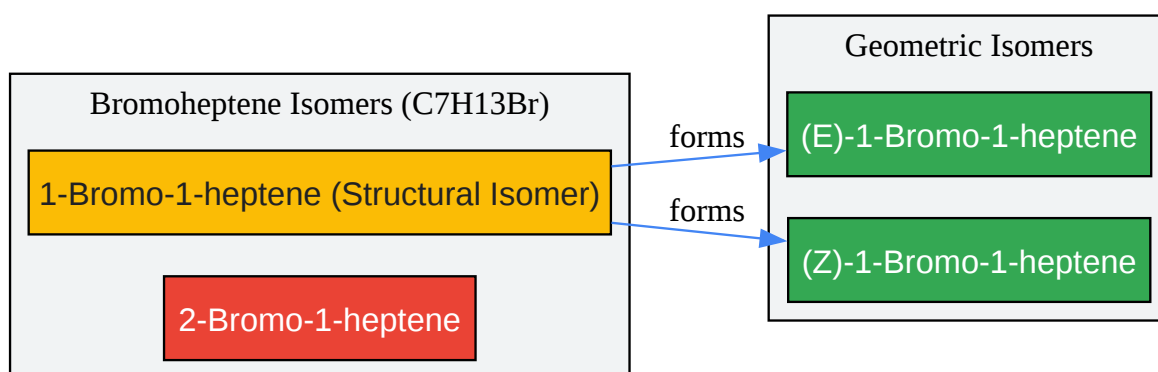 Geometric Isomers
Bromoheptene Isomers (C7H13Br)
forms
(E)-1-Bromo-1-heptene
1-Bromo-1-heptene (Structural Isomer)
forms
(Z)-1-Bromo-1-heptene
2-Bromo-1-heptene